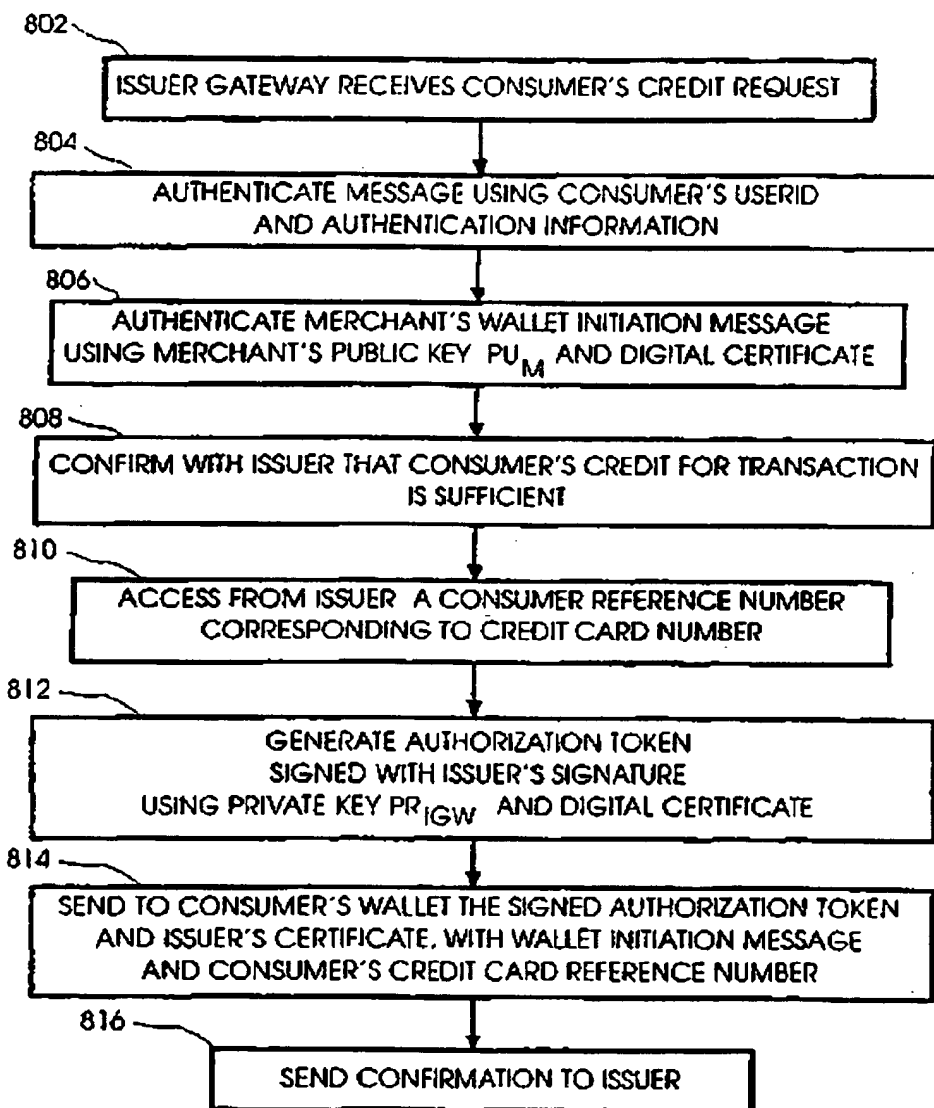 802
ISSUER GATEWAY RECEIVES CONSUMER'S CREDIT REQUEST
804
AUTHENTICATE MESSAGE USING CONSUMER'S USERID
AND AUTHENTICATION INFORMATION
806
AUTHENTICATE MERCHANT'S WALLET INITIATION MESSAGE
USING MERCHANT'S PUBLIC KEY PU_M AND DIGITAL CERTIFICATE
808
CONFIRM WITH ISSUER THAT CONSUMER'S CREDIT FOR TRANSACTION
IS SUFFICIENT
810
ACCESS FROM ISSUER A CONSUMER REFERENCE NUMBER
CORRESPONDING TO CREDIT CARD NUMBER
812
GENERATE AUTHORIZATION TOKEN
SIGNED WITH ISSUER'S SIGNATURE
USING PRIVATE KEY PR_IGW AND DIGITAL CERTIFICATE
814
SEND TO CONSUMER'S WALLET THE SIGNED AUTHORIZATION TOKEN
AND ISSUER'S CERTIFICATE, WITH WALLET INITIATION MESSAGE
AND CONSUMER'S CREDIT CARD REFERENCE NUMBER
816
SEND CONFIRMATION TO ISSUER